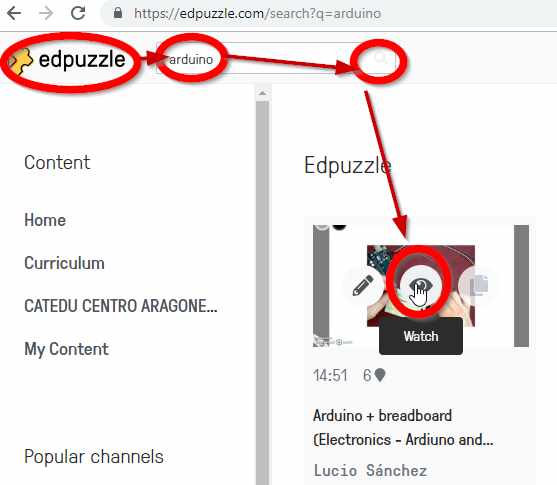 https://edpuzzle.com/search?q=arduino
edpuzzle
arduino
Content
Home
Curriculum
CATEDU CENTRO ARAGONE...
My Content
Popular channels
Edpuzzle
Watch
14:51 6
Arduino + breadboard
(Electronics - Ardiuno and...
Lucio Sánchez